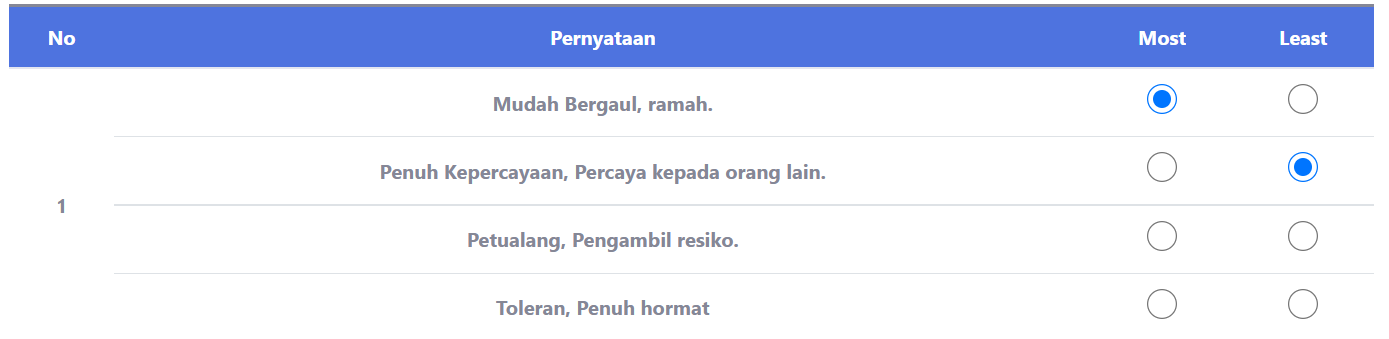 No Pernyataan Most Least
Mudah Bergaul, ramah.
Penuh Kepercayaan, Percaya kepada orang lain.
1
Petualang, Pengambil resiko.
Toleran, Penuh hormat